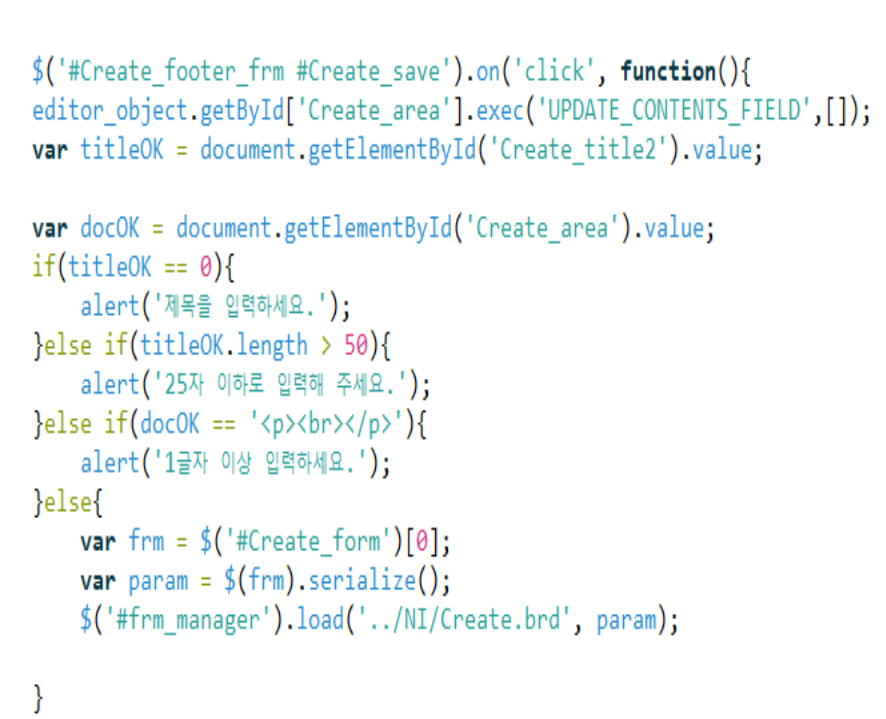 $('#Create_footer_frm #Create_save').on('click', function(){
editor_object.getById['Create_area'].exec('UPDATE_CONTENTS_FIELD',[]);
var titleOK = document.getElementById('Create_title2').value;
var docOK = document.getElementById('Create_area').value;
if(titleOK == 0){
alert('제목을 입력하세요.');
}else if(titleOK.length > 50){
alert('25자 이하로 입력해 주세요.');
}else if(docOK == '<p><br></p>'){
alert('1글자 이상 입력하세요.');
}else{
var frm = $('#Create_form')[0];
var param = $(frm).serialize();
$('#frm_manager').load('../NI/Create.brd', param);
}